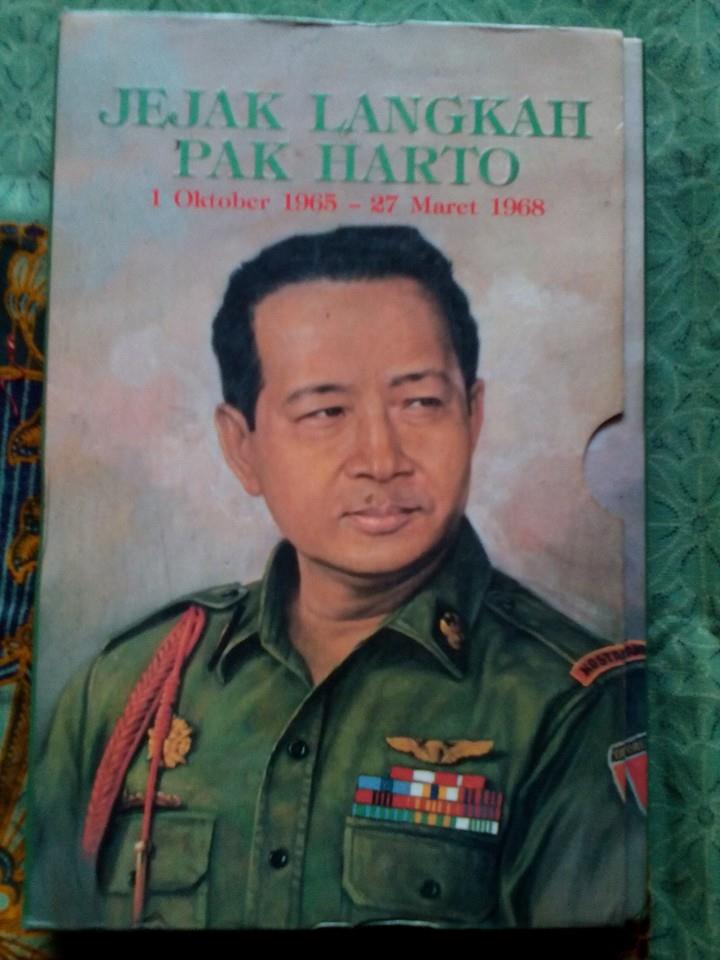 JEJAK LANGKAH
PAK HARTO
1 Oktober 1965 - 27 Maret 1968